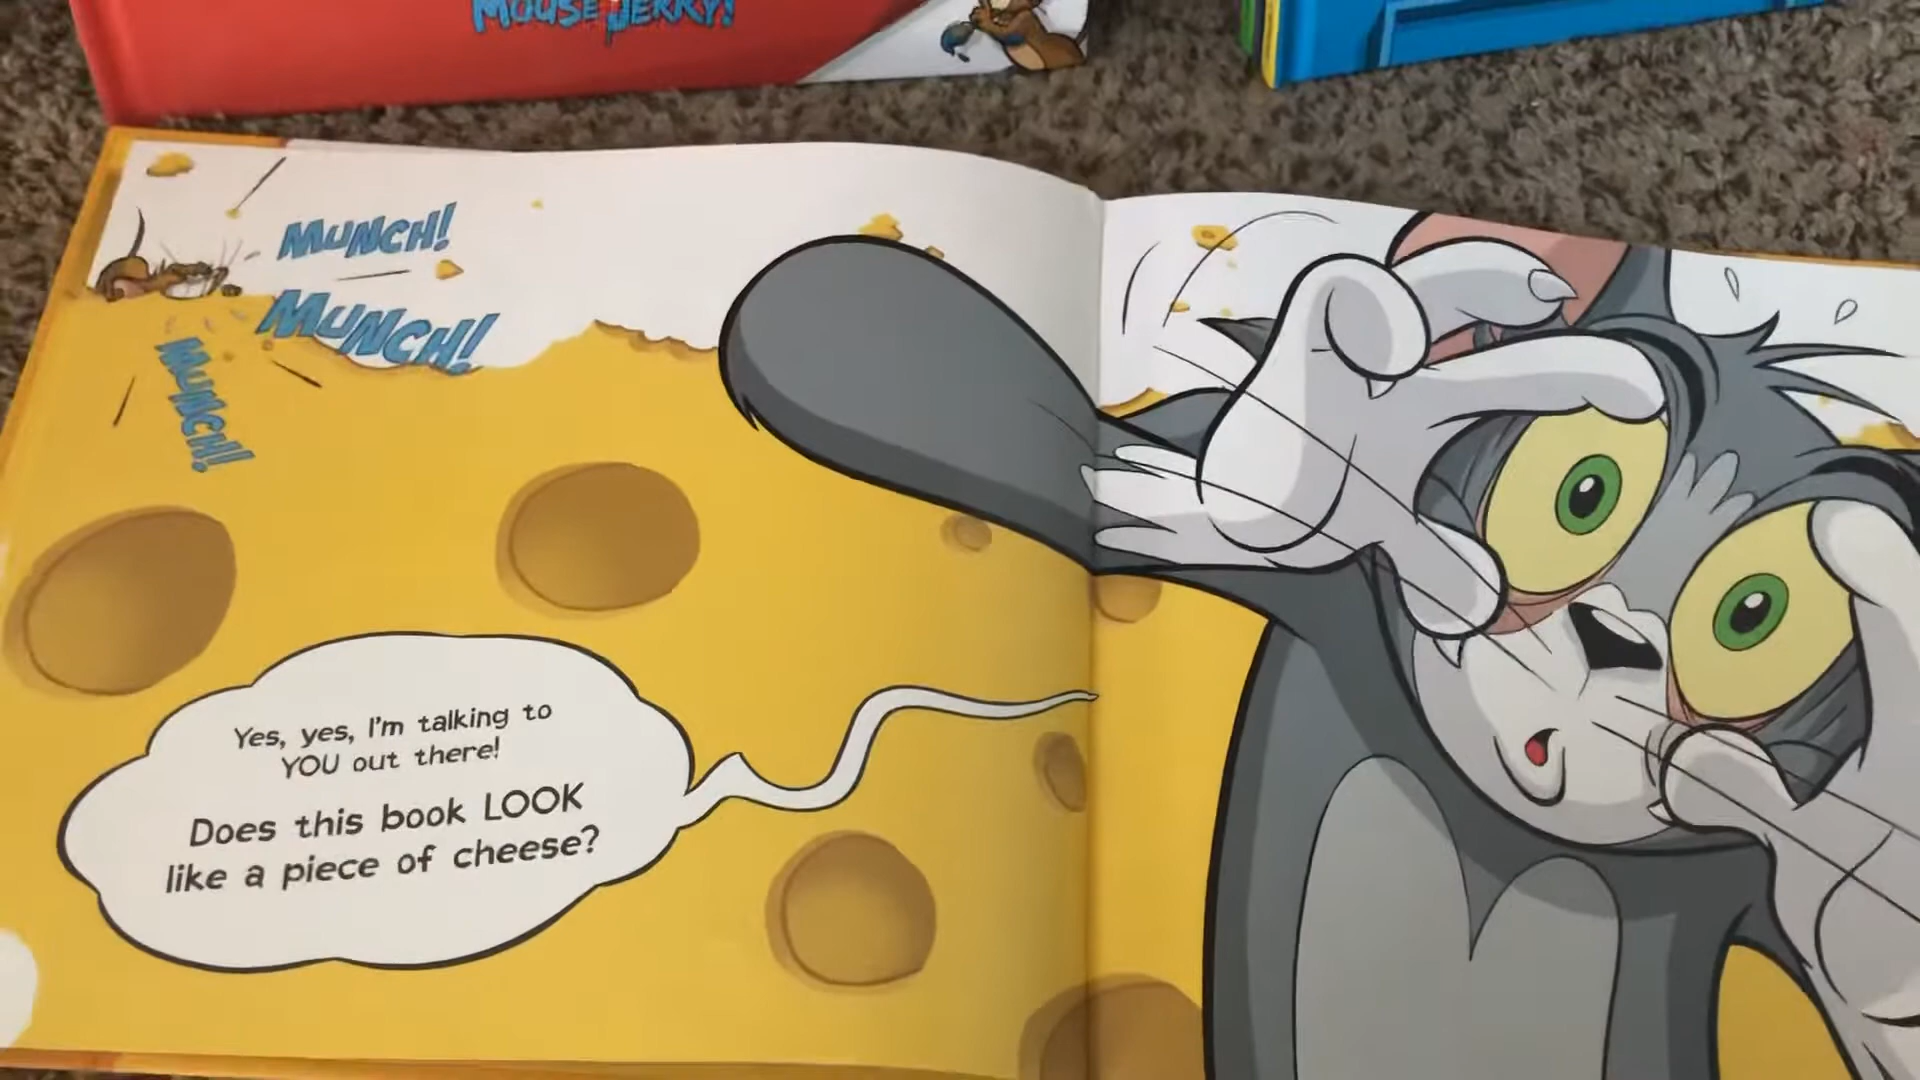 MOUSE JERRY!
MUNCH!
MUNCH!
MUNCH!
Yes, yes, I'm talking to
YOU out there!
Does this book LOOK
like a piece of cheese?